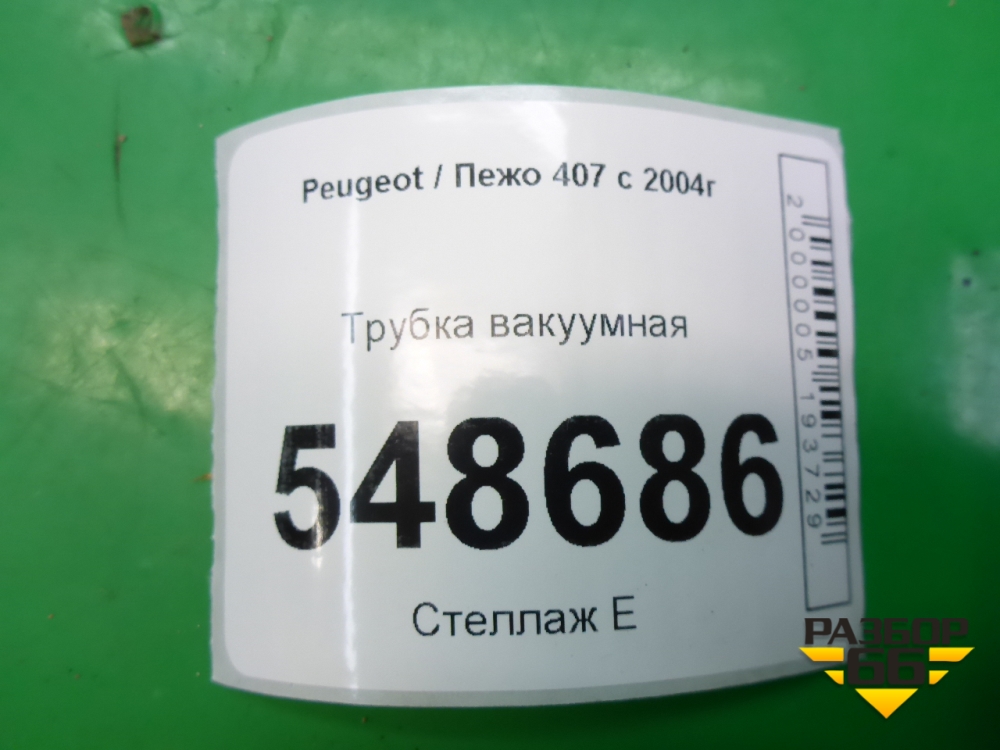 Peugeot / Пежо 407 с 2004г
Трубка вакуумная
548686
Стеллаж Е
2000005193729
РАЗБОР
66